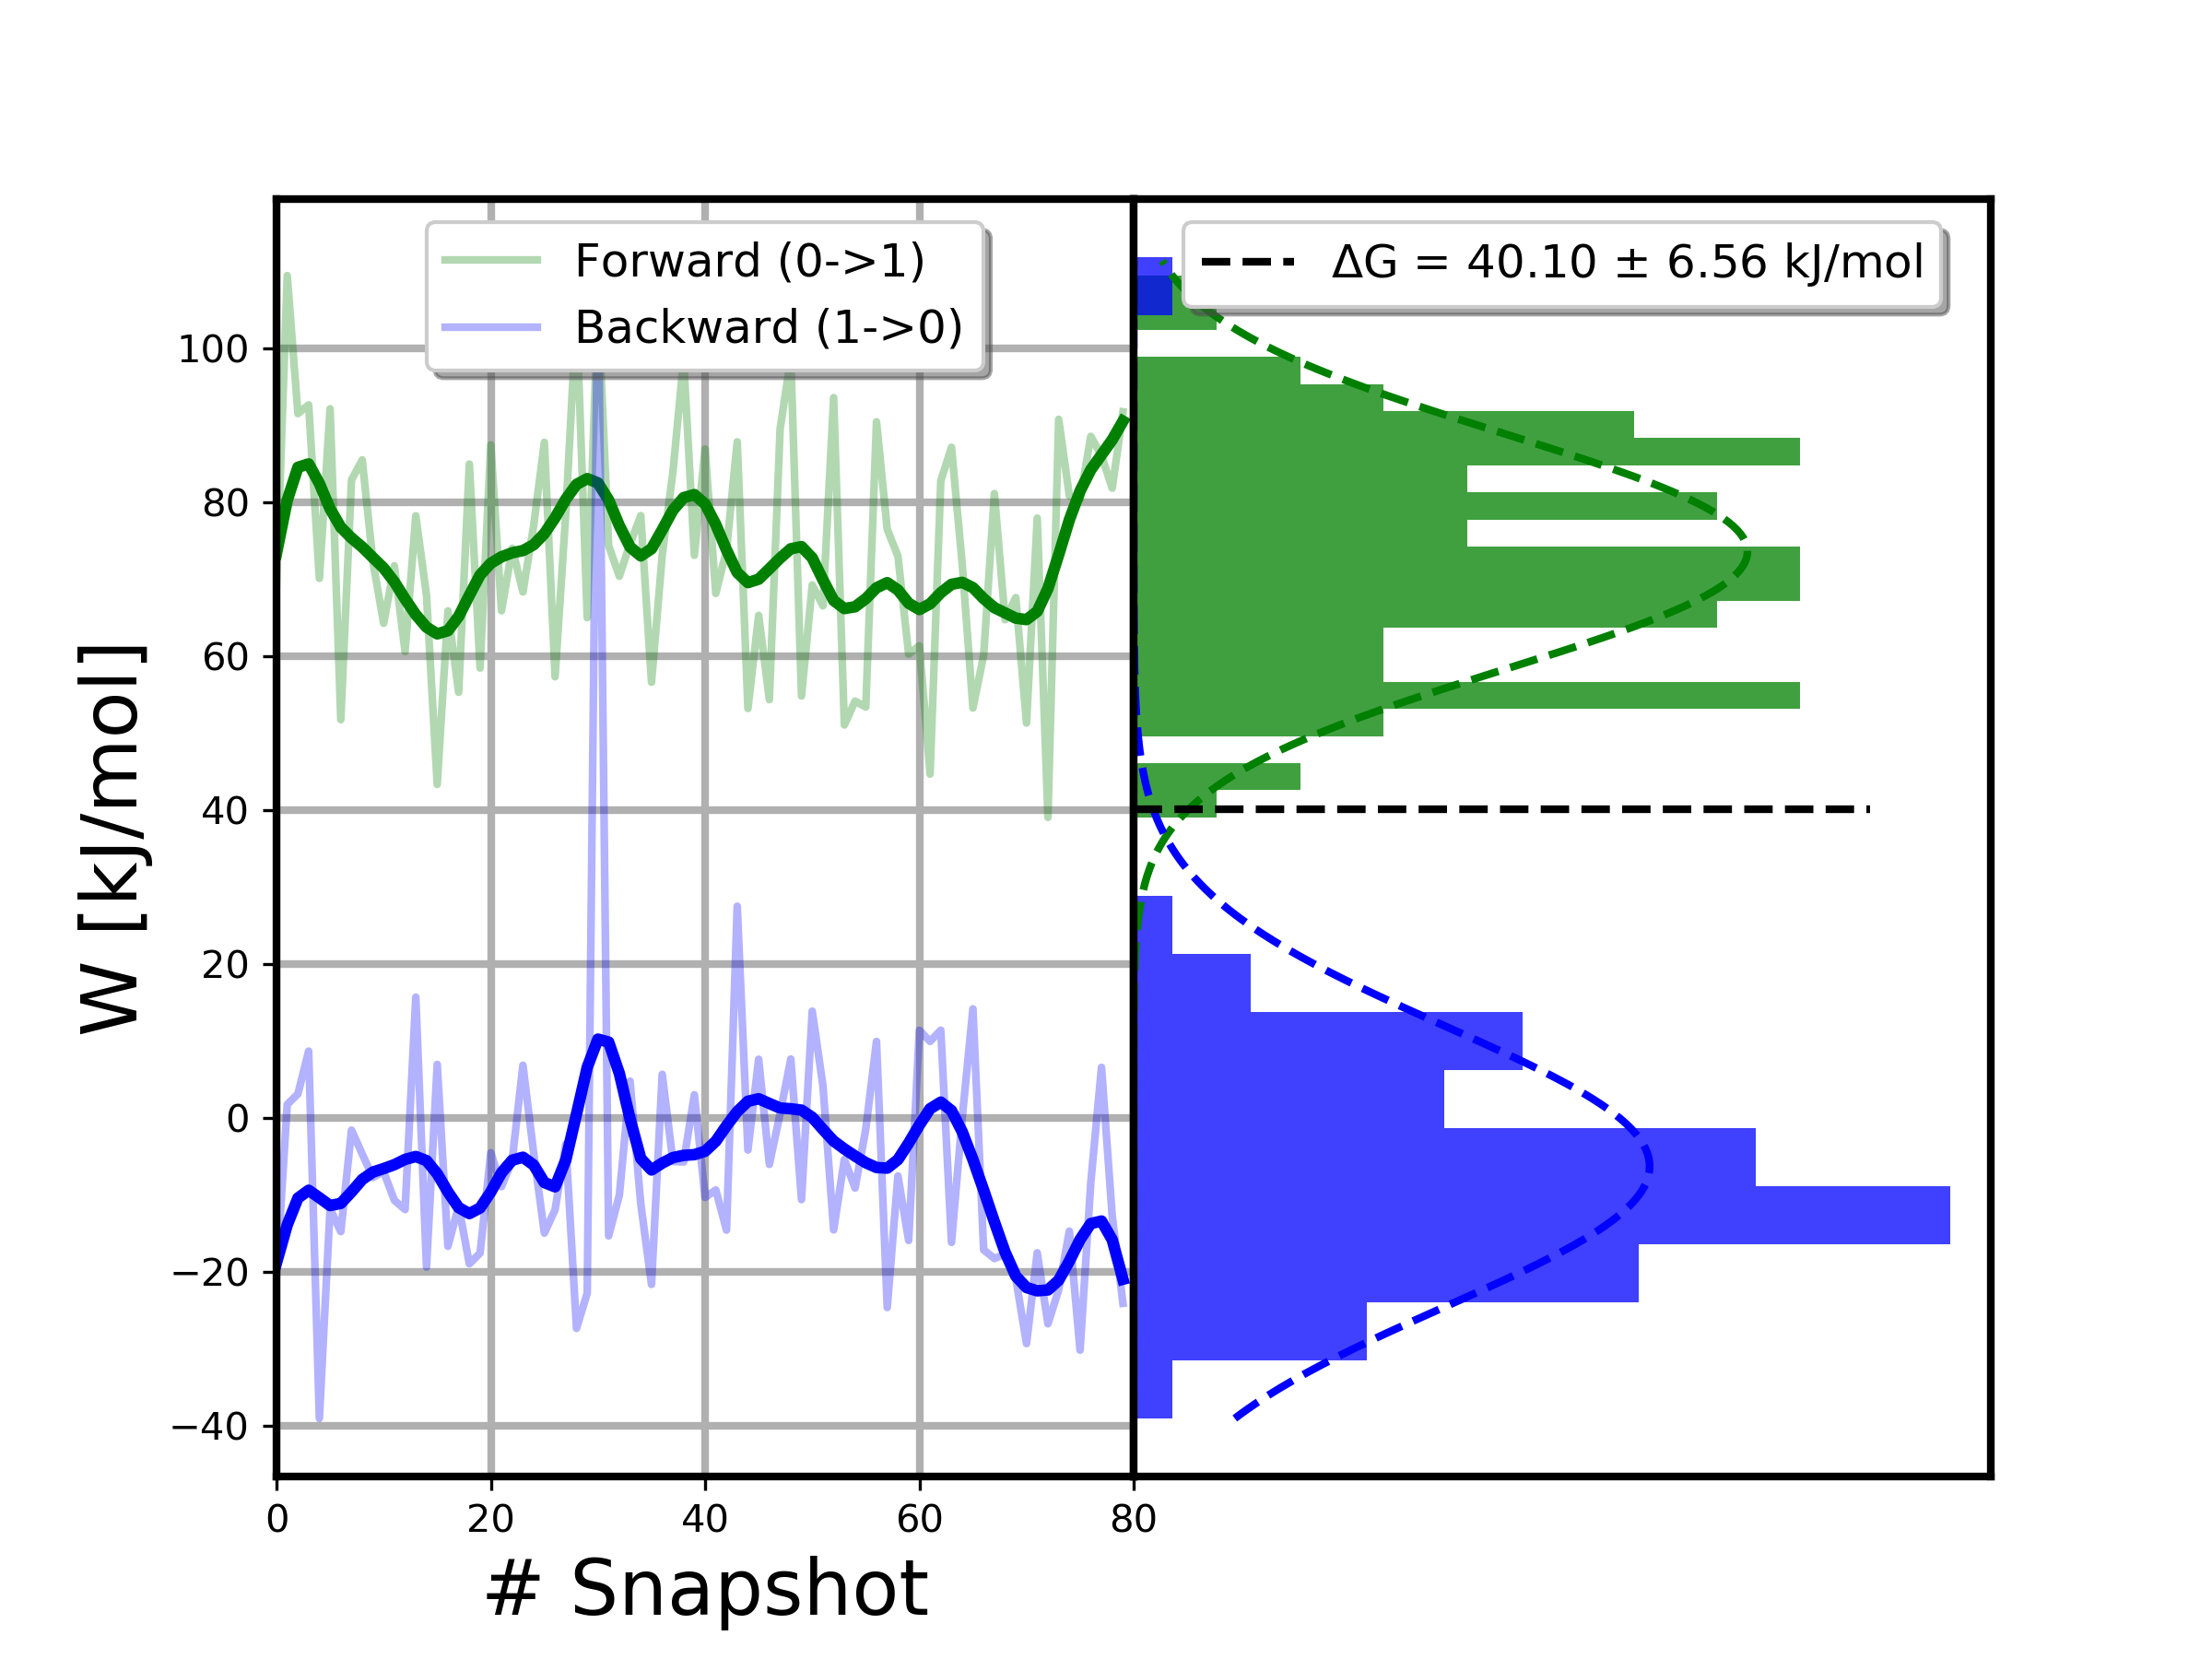 Forward (0->1)
Backward (1->0)
ΔG = 40.10 ± 6.56 kJ/mol
W [kJ/mol]
100
80
60
40
20
0
−20
−40
0 20 40 60 80
# Snapshot